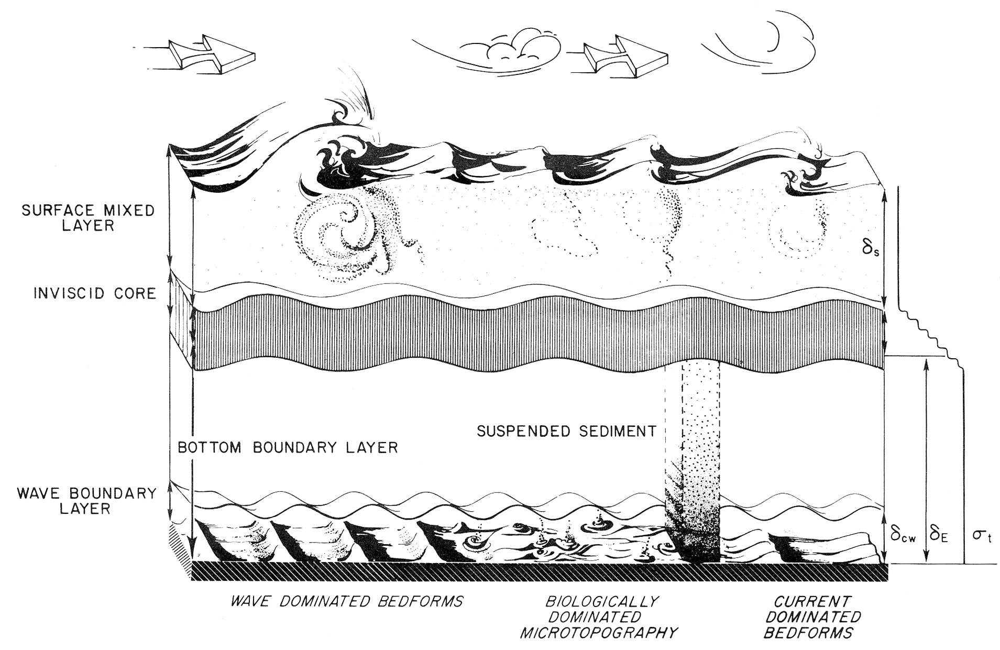 SURFACE MIXED
LAYER
δs
INVISCID CORE
SUSPENDED SEDIMENT
BOTTOM BOUNDARY LAYER
WAVE BOUNDARY
LAYER
δcw
δE
σt
WAVE DOMINATED BEDFORMS
BIOLOGICALLY
DOMINATED
MICROTOPOGRAPHY
CURRENT
DOMINATED
BEDFORMS